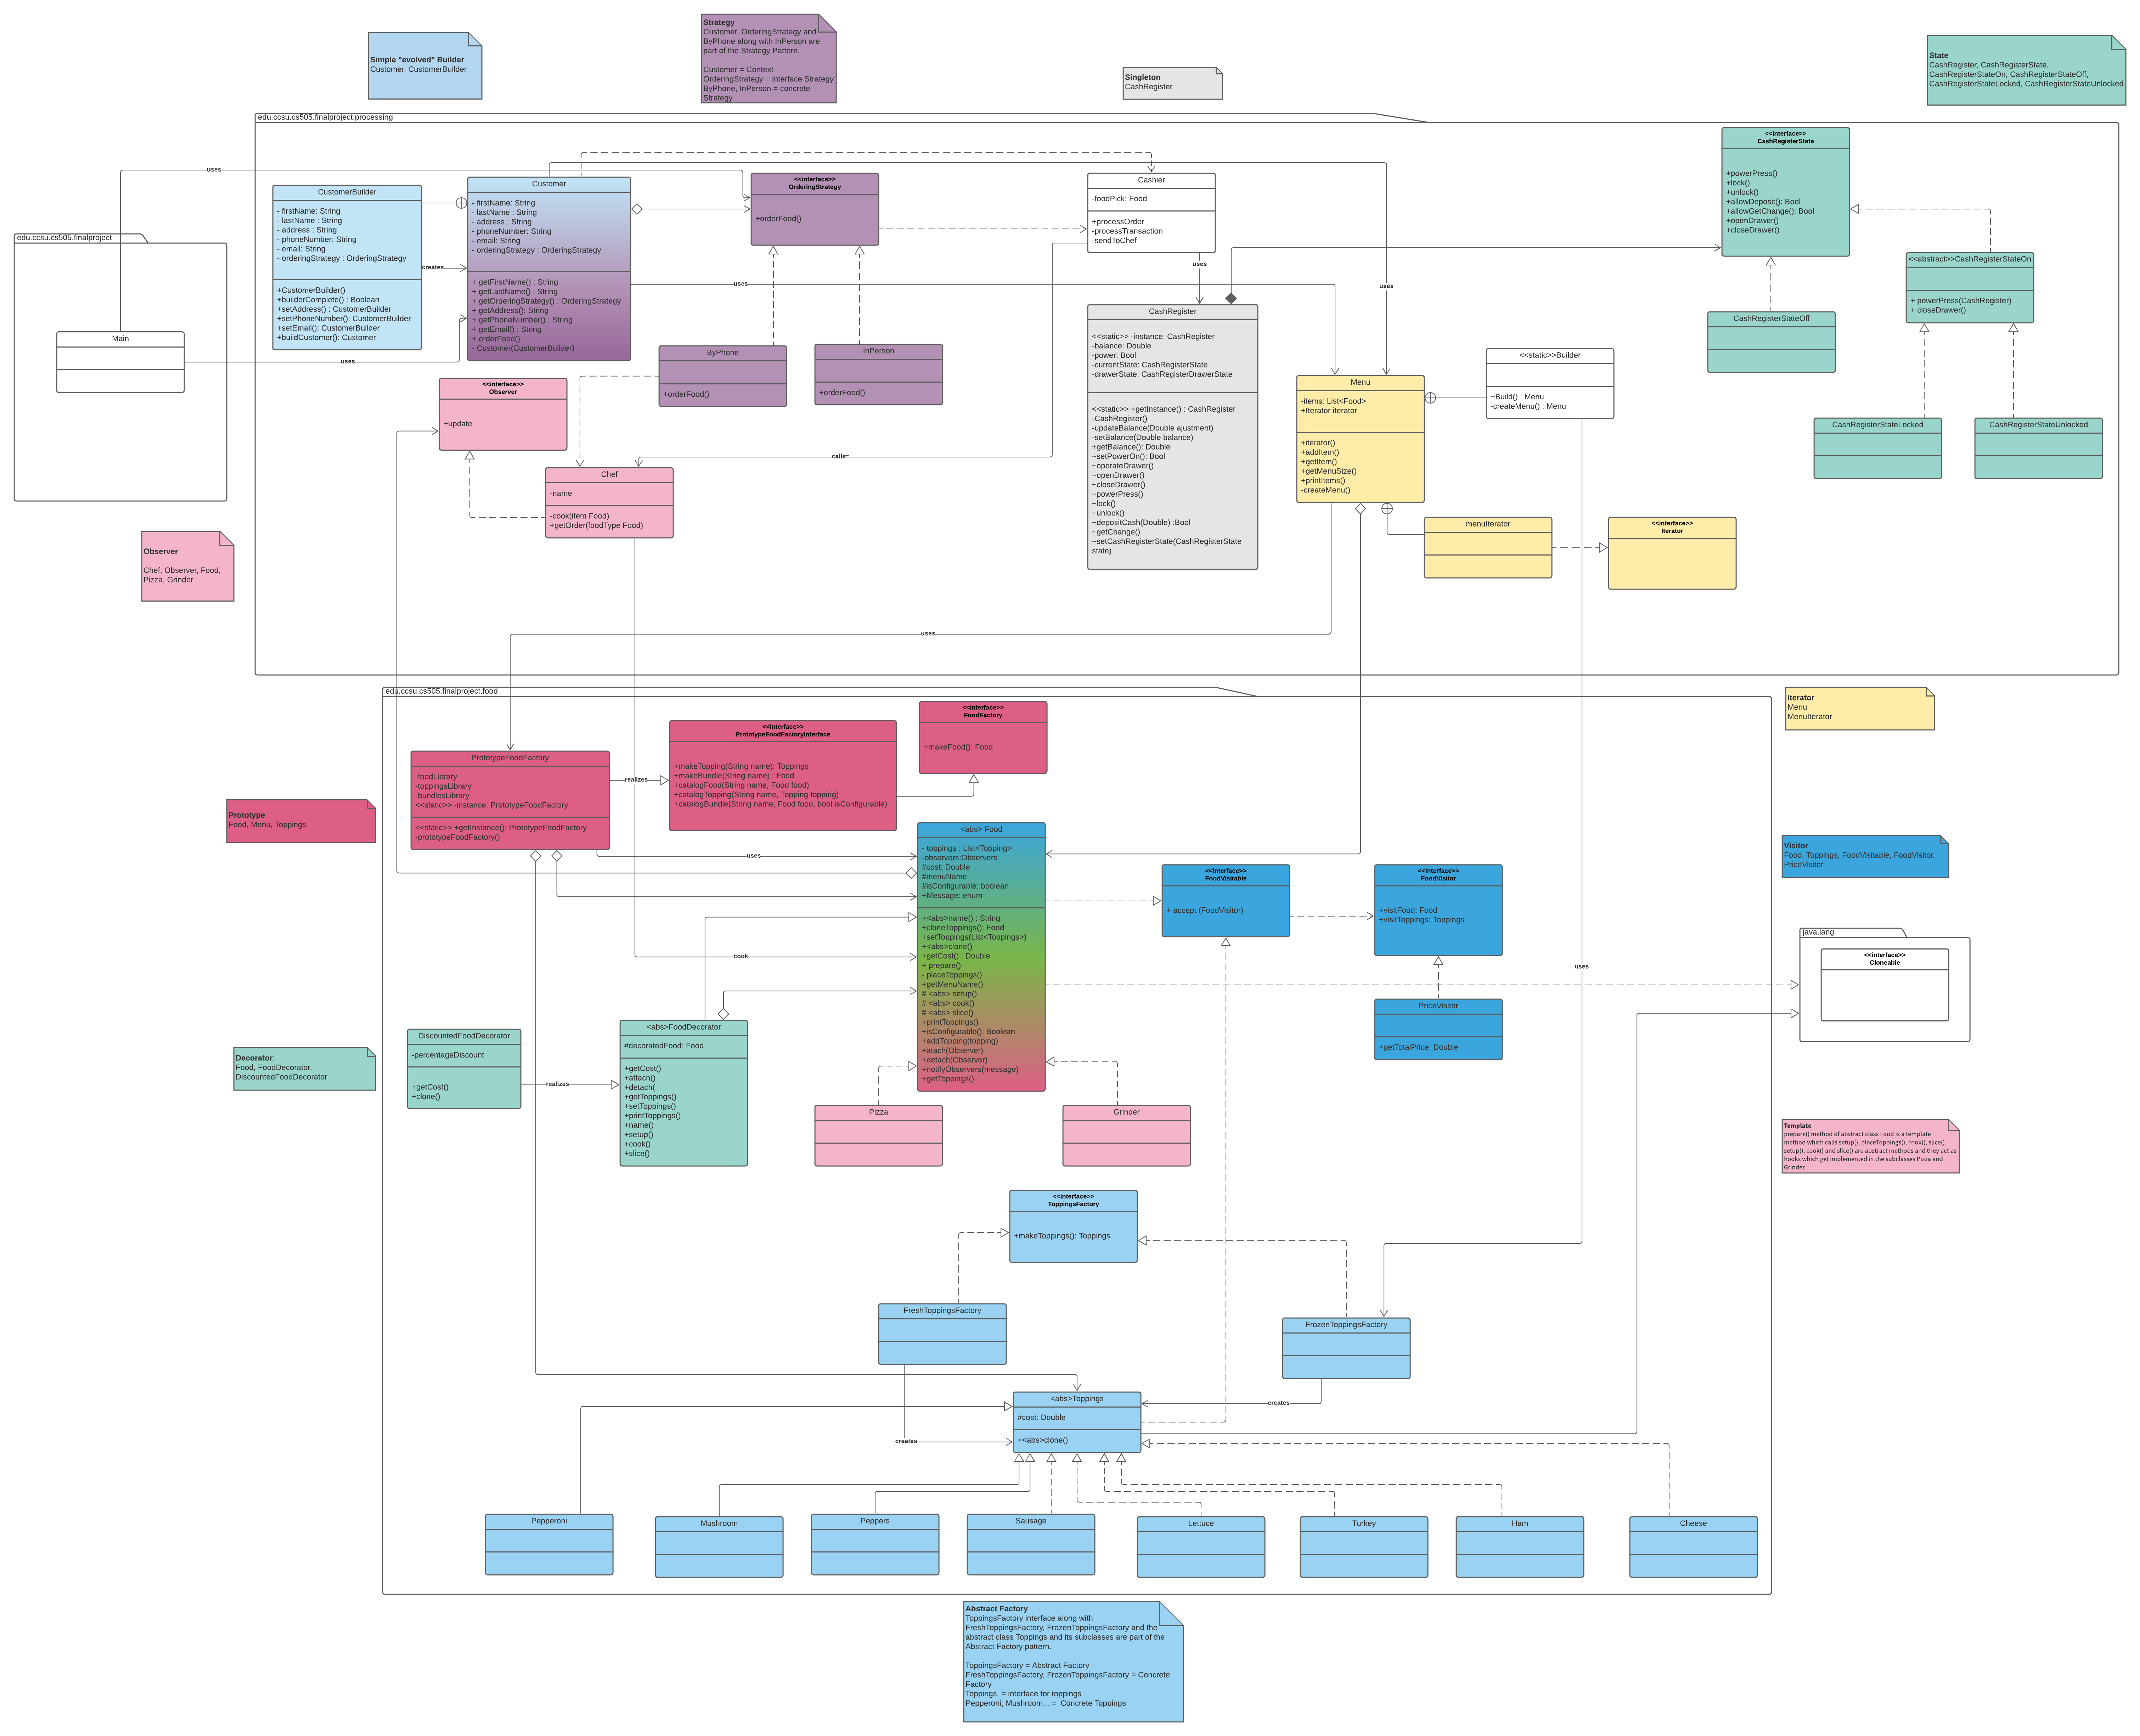 Simple "evolved" Builder
Customer, CustomerBuilder
Strategy
Customer, OrderingStrategy and
ByPhone along with InPerson are
part of the Strategy Pattern.
Customer = Context
OrderingStrategy = interface Strategy
ByPhone, InPerson = concrete
Strategy
Singleton
CashRegister
State
CashRegister, CashRegisterState,
CashRegisterStateOn, CashRegisterStateOff,
CashRegisterStateLocked, CashRegisterStateUnlocked
edu.ccsu.cs505.finalproject.processing
edu.ccsu.cs505.finalproject
Main
uses
uses
CustomerBuilder
- firstName: String
- lastName : String
- address : String
- phoneNumber: String
- email: String
- orderingStrategy : OrderingStrategy
+CustomerBuilder()
+builderComplete() : Boolean
+setAddress() : CustomerBuilder
+setPhoneNumber(): CustomerBuilder
+setEmail(): CustomerBuilder
+buildCustomer(): Customer
creates
Customer
- firstName: String
- lastName : String
- address : String
- phoneNumber: String
- email: String
- orderingStrategy : OrderingStrategy
+ getFirstName() : String
+ getLastName() : String
+ getOrderingStrategy() : OrderingStrategy
+ getAddress(): String
+ getPhoneNumber() : String
+ getEmail() : String
+ orderFood()
- Customer(CustomerBuilder)
uses
uses
<<interface>>
OrderingStrategy
+orderFood()
ByPhone
+orderFood()
InPerson
+orderFood()
Cashier
-foodPick: Food
+processOrder
-processTransaction
-sendToChef
uses
calls=
CashRegister
<<static>> -instance: CashRegister
-balance: Double
-power: Bool
-currentState: CashRegisterState
-drawerState: CashRegisterDrawerState
<<static>> +getInstance() : CashRegister
-CashRegister()
-updateBalance(Double ajustment)
-setBalance(Double balance)
+getBalance(): Double
~setPowerOn(): Bool
~operateDrawer()
~openDrawer()
~closeDrawer()
~powerPress()
~lock()
~unlock()
~depositCash(Double) :Bool
~getChange()
~setCashRegisterState(CashRegisterState
state)
<<interface>>
CashRegisterState
+powerPress()
+lock()
+unlock()
+allowDeposit(): Bool
+allowGetChange(): Bool
+openDrawer()
+closeDrawer()
<<abstract>>CashRegisterStateOn
+ powerPress(CashRegister)
+ closeDrawer()
CashRegisterStateOff
CashRegisterStateLocked
CashRegisterStateUnlocked
<<static>>Builder
~Build() : Menu
-createMenu() : Menu
Menu
-items: List<Food>
+Iterator iterator
+iterator()
+addItem()
+getItem()
+getMenuSize()
+printItems()
-createMenu()
menuIterator
<<interface>>
Iterator
<<interface>>
Observer
+update
Chef
-name
-cook(item Food)
+getOrder(foodType Food)
Observer
Chef, Observer, Food,
Pizza, Grinder
uses
edu.ccsu.cs505.finalproject.food
Iterator
Menu
MenuIterator
PrototypeFoodFactory
-foodLibrary
-toppingsLibrary
-bundlesLibrary
<<static>> -instance: PrototypeFoodFactory
<<static>> +getInstance(): PrototypeFoodFactory
-prototypeFoodFactory()
realizes
<<interface>>
PrototypeFoodFactoryInterface
+makeTopping(String name): Toppings
+makeBundle(String name) : Food
+catalogFood(String name, Food food)
+catalogTopping(String name, Topping topping)
+catalogBundle(String name, Food food, bool isConfigurable)
<<interface>>
FoodFactory
+makeFood(): Food
Prototype
Food, Menu, Toppings
uses
cook
<abs> Food
- toppings : List<Topping>
-observers:Observers
#cost: Double
#menuName
#isConfigurable: boolean
+Message: enum
+<abs>name() : String
+cloneToppings(): Food
+setToppings(List<Toppings>)
+<abs>clone()
+getCost() : Double
+ prepare()
- placeToppings()
+getMenuName()
# <abs> setup()
# <abs> cook()
# <abs> slice()
+printToppings()
+isConfigurable(): Boolean
+addTopping(topping)
+atach(Observer)
+detach(Observer)
+notifyObservers(message)
+getToppings()
<<interface>>
FoodVisitable
+ accept (FoodVisitor)
<<interface>>
FoodVisitor
+visitFood: Food
+visitToppings: Toppings
PriceVisitor
+getTotalPrice: Double
uses
Visitor
Food, Toppings, FoodVisitable, FoodVisitor,
PriceVisitor
java.lang
<<interface>>
Cloneable
Decorator:
Food, FoodDecorator,
DiscountedFoodDecorator
DiscountedFoodDecorator
-percentageDiscount
+getCost()
+clone()
realizes
<abs>FoodDecorator
#decoratedFood: Food
+getCost()
+attach()
+detach(
+getToppings()
+setToppings()
+printToppings()
+name()
+setup()
+cook()
+slice()
Pizza
Grinder
Template
prepare() method of abstract class Food is a template
method which calls setup(), placeToppings(), cook(), slice().
setup(), cook() and slice() are abstract methods and they act as
hooks which get implemented in the subclasses Pizza and
Grinder
<<interface>>
ToppingsFactory
+makeToppings(): Toppings
FreshToppingsFactory
FrozenToppingsFactory
creates
creates
<abs>Toppings
#cost: Double
+<abs>clone()
Pepperoni
Mushroom
Peppers
Sausage
Lettuce
Turkey
Ham
Cheese
Abstract Factory
ToppingsFactory interface along with
FreshToppingsFactory, FrozenToppingsFactory and the
abstract class Toppings and its subclasses are part of the
Abstract Factory pattern.
ToppingsFactory = Abstract Factory
FreshToppingsFactory, FrozenToppingsFactory = Concrete
Factory
Toppings  = interface for toppings
Pepperoni, Mushroom... =  Concrete Toppings